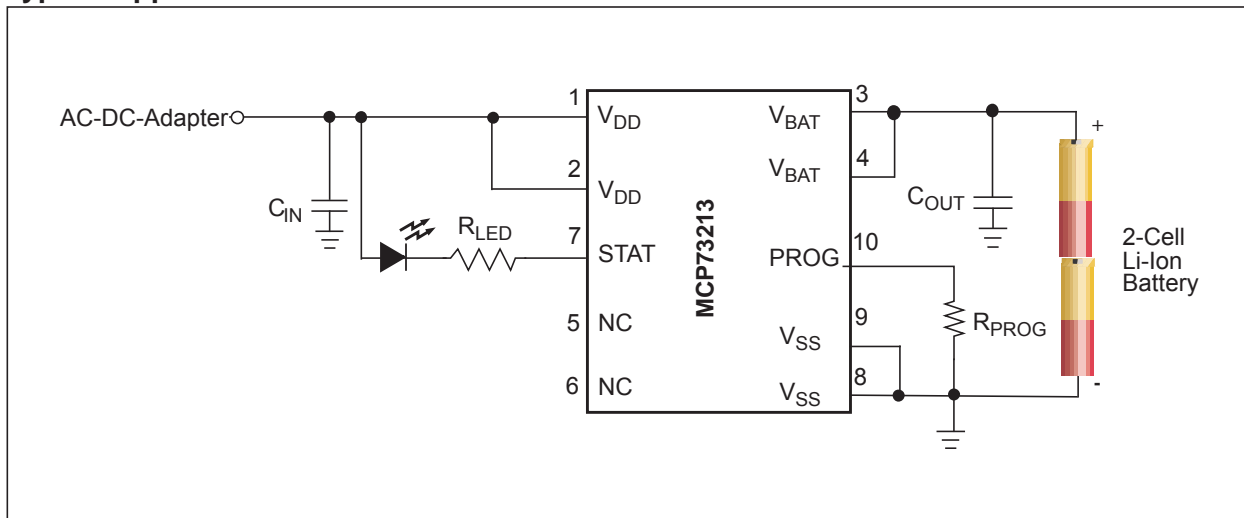 AC-DC-Adapter
1
VDD
2
VDD
CIN
RLED
7
STAT
5
NC
6
NC
MCP73213
3
VBAT
4
VBAT
COUT
10
PROG
RPROG
9
VSS
8
VSS
+
2-Cell
Li-Ion
Battery
-